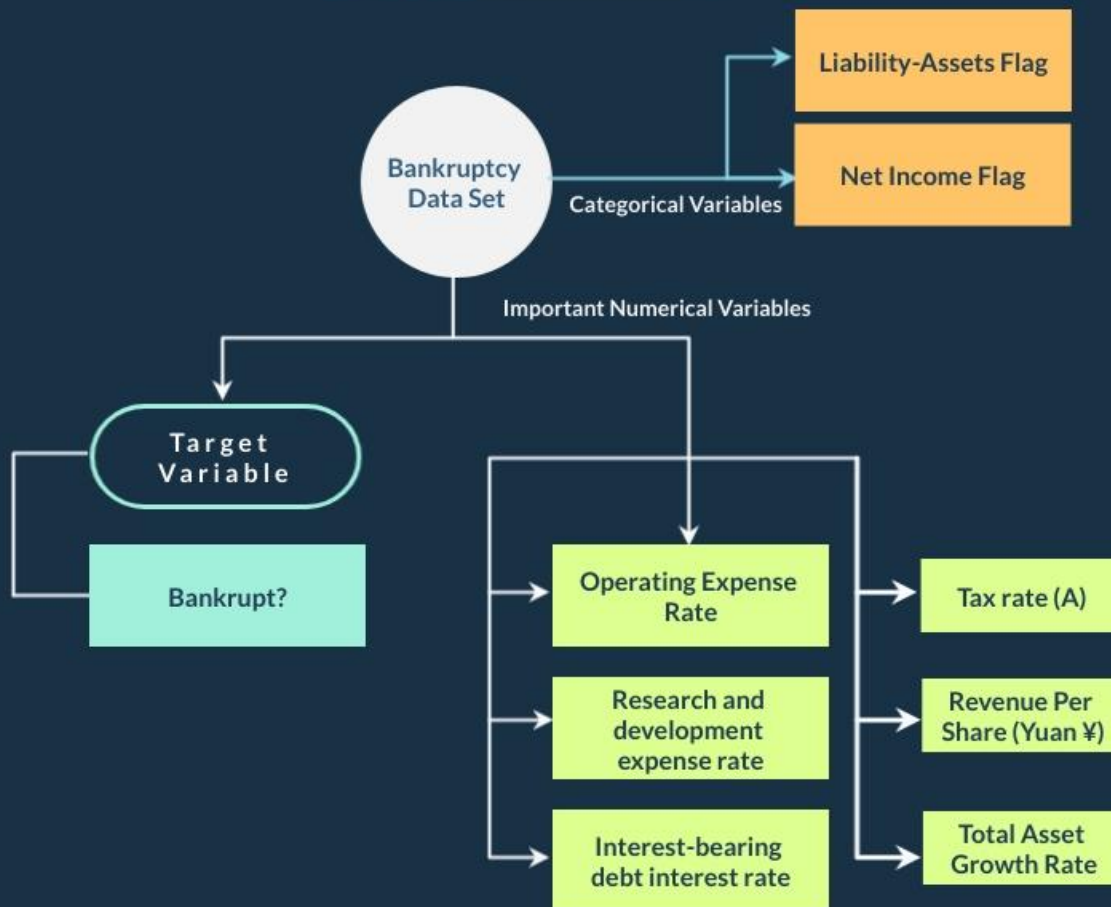 Liability-Assets Flag
Bankruptcy
Data Set
Net Income Flag
Categorical Variables
Important Numerical Variables
Target
Variable
Bankrupt?
Operating Expense
Rate
Tax rate (A)
Research and
development
expense rate
Revenue Per
Share (Yuan ¥)
Interest-bearing
debt interest rate
Total Asset
Growth Rate